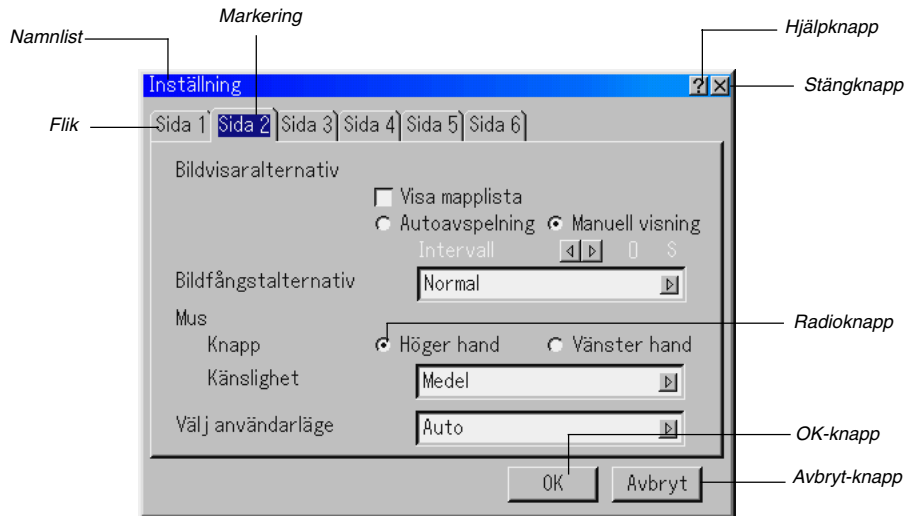 Markering
Namnlist
Hjälpknapp
Inställning ? ×
Stängknapp
Flik
Sida 1 Sida 2 Sida 3 Sida 4 Sida 5 Sida 6
Bildvisaralternativ
Visa mapplista
Autoavspelning Manuell visning
Intervall 0 S
Bildfångstalternativ Normal
Mus
Radioknapp
Knapp Höger hand Vänster hand
Känslighet Medel
Välj användarläge Auto
OK-knapp
OK Avbryt
Avbryt-knapp